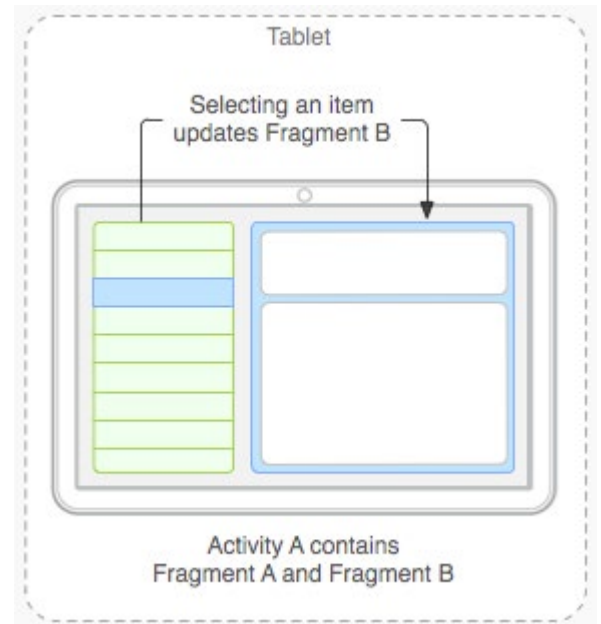 Tablet
Selecting an item
updates Fragment B
Activity A contains
Fragment A and Fragment B